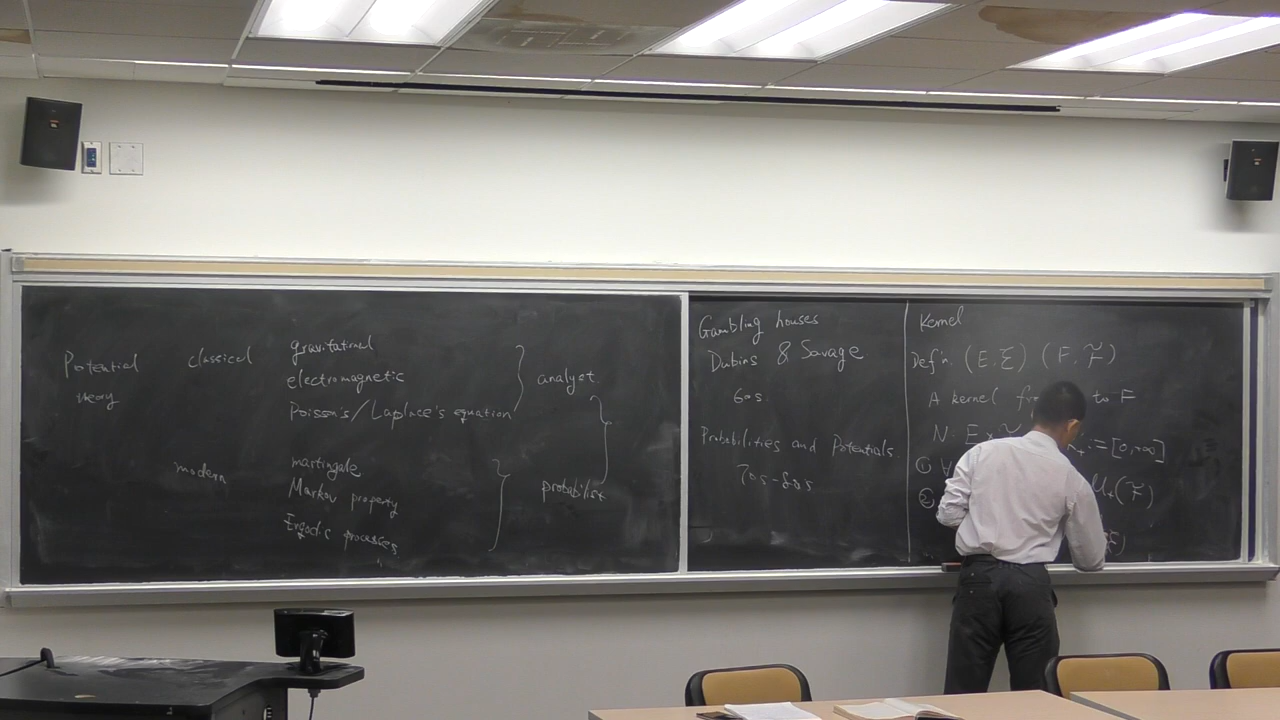 Potential classical gravitational
theory electromagnetic analyst
Poisson's/Laplace's equation
modern martingale
Markov property probabilist
Ergodic processes
Gambling houses
Dubins & Savage
60s
Probabilities and Potentials.
70s-80s
Kernel
Def'n. (E.Σ) (F.F̃)
A kernel to F
N: E := [0,∞]
①
②